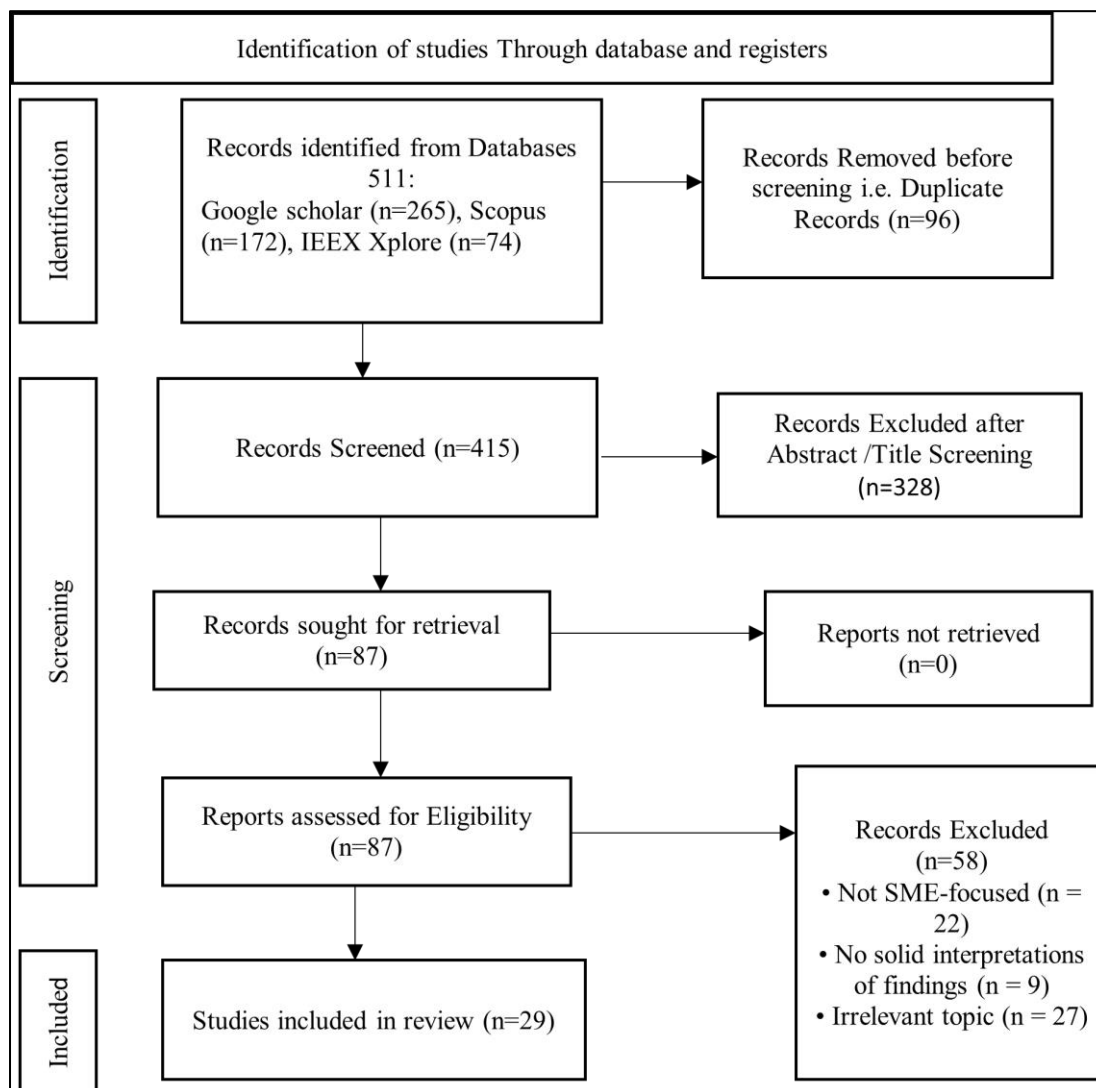 Identification of studies Through database and registers
Identification
Records identified from Databases
511:
Google scholar (n=265), Scopus
(n=172), IEEX Xplore (n=74)
Records Removed before
screening i.e. Duplicate
Records (n=96)
Screening
Records Screened (n=415)
Records Excluded after
Abstract /Title Screening
(n=328)
Records sought for retrieval
(n=87)
Reports not retrieved
(n=0)
Reports assessed for Eligibility
(n=87)
Records Excluded
(n=58)
• Not SME-focused (n =
22)
• No solid interpretations
of findings (n = 9)
• Irrelevant topic (n = 27)
Included
Studies included in review (n=29)